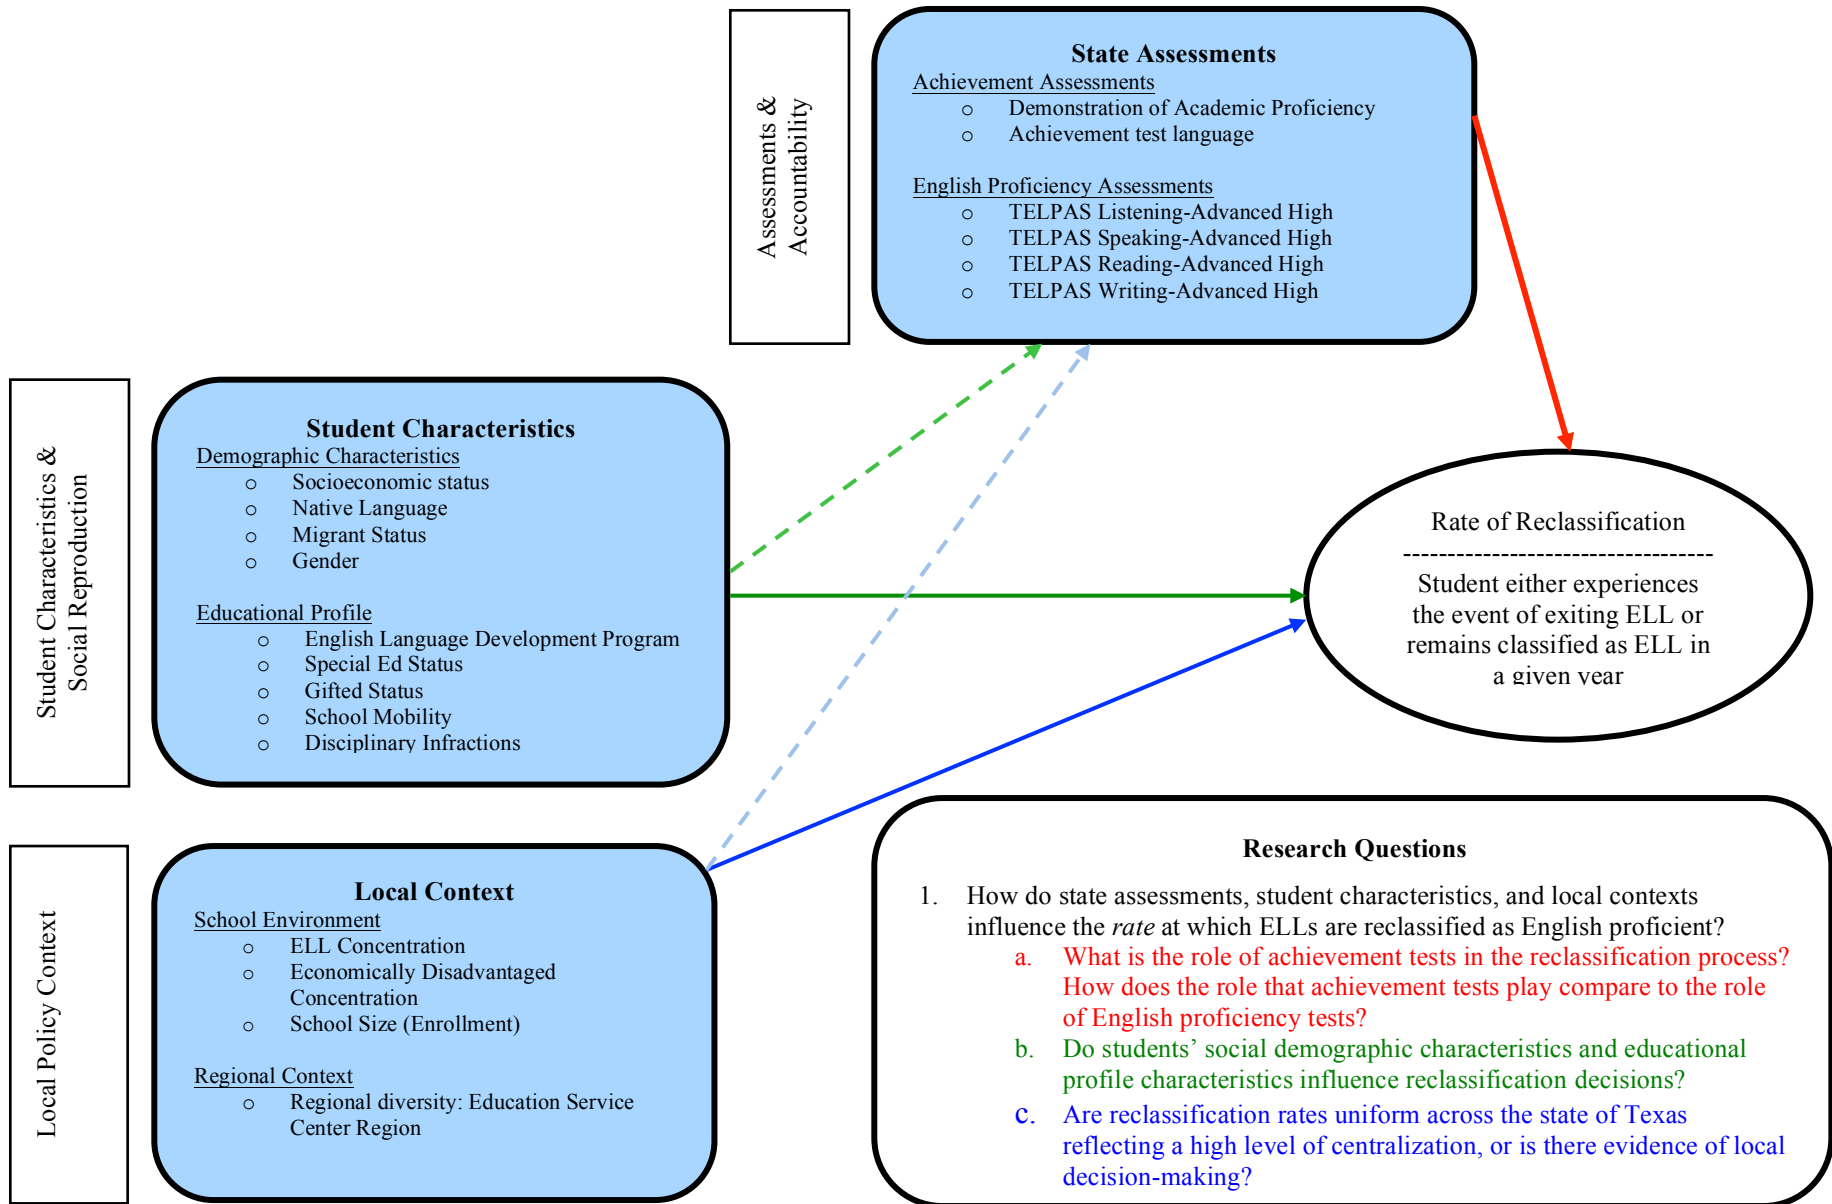 Assessments &
Accountability
State Assessments
Achievement Assessments
o Demonstration of Academic Proficiency
o Achievement test language
English Proficiency Assessments
o TELPAS Listening-Advanced High
o TELPAS Speaking-Advanced High
o TELPAS Reading-Advanced High
o TELPAS Writing-Advanced High
Student Characteristics &
Social Reproduction
Student Characteristics
Demographic Characteristics
o Socioeconomic status
o Native Language
o Migrant Status
o Gender
Educational Profile
o English Language Development Program
o Special Ed Status
o Gifted Status
o School Mobility
o Disciplinary Infractions
Rate of Reclassification
-----------------------------------
Student either experiences
the event of exiting ELL or
remains classified as ELL in
a given year
Local Policy Context
Local Context
School Environment
o ELL Concentration
o Economically Disadvantaged
Concentration
o School Size (Enrollment)
Regional Context
o Regional diversity: Education Service
Center Region
Research Questions
1. How do state assessments, student characteristics, and local contexts
influence the rate at which ELLs are reclassified as English proficient?
a. What is the role of achievement tests in the reclassification process?
How does the role that achievement tests play compare to the role
of English proficiency tests?
b. Do students’ social demographic characteristics and educational
profile characteristics influence reclassification decisions?
c. Are reclassification rates uniform across the state of Texas
reflecting a high level of centralization, or is there evidence of local
decision-making?